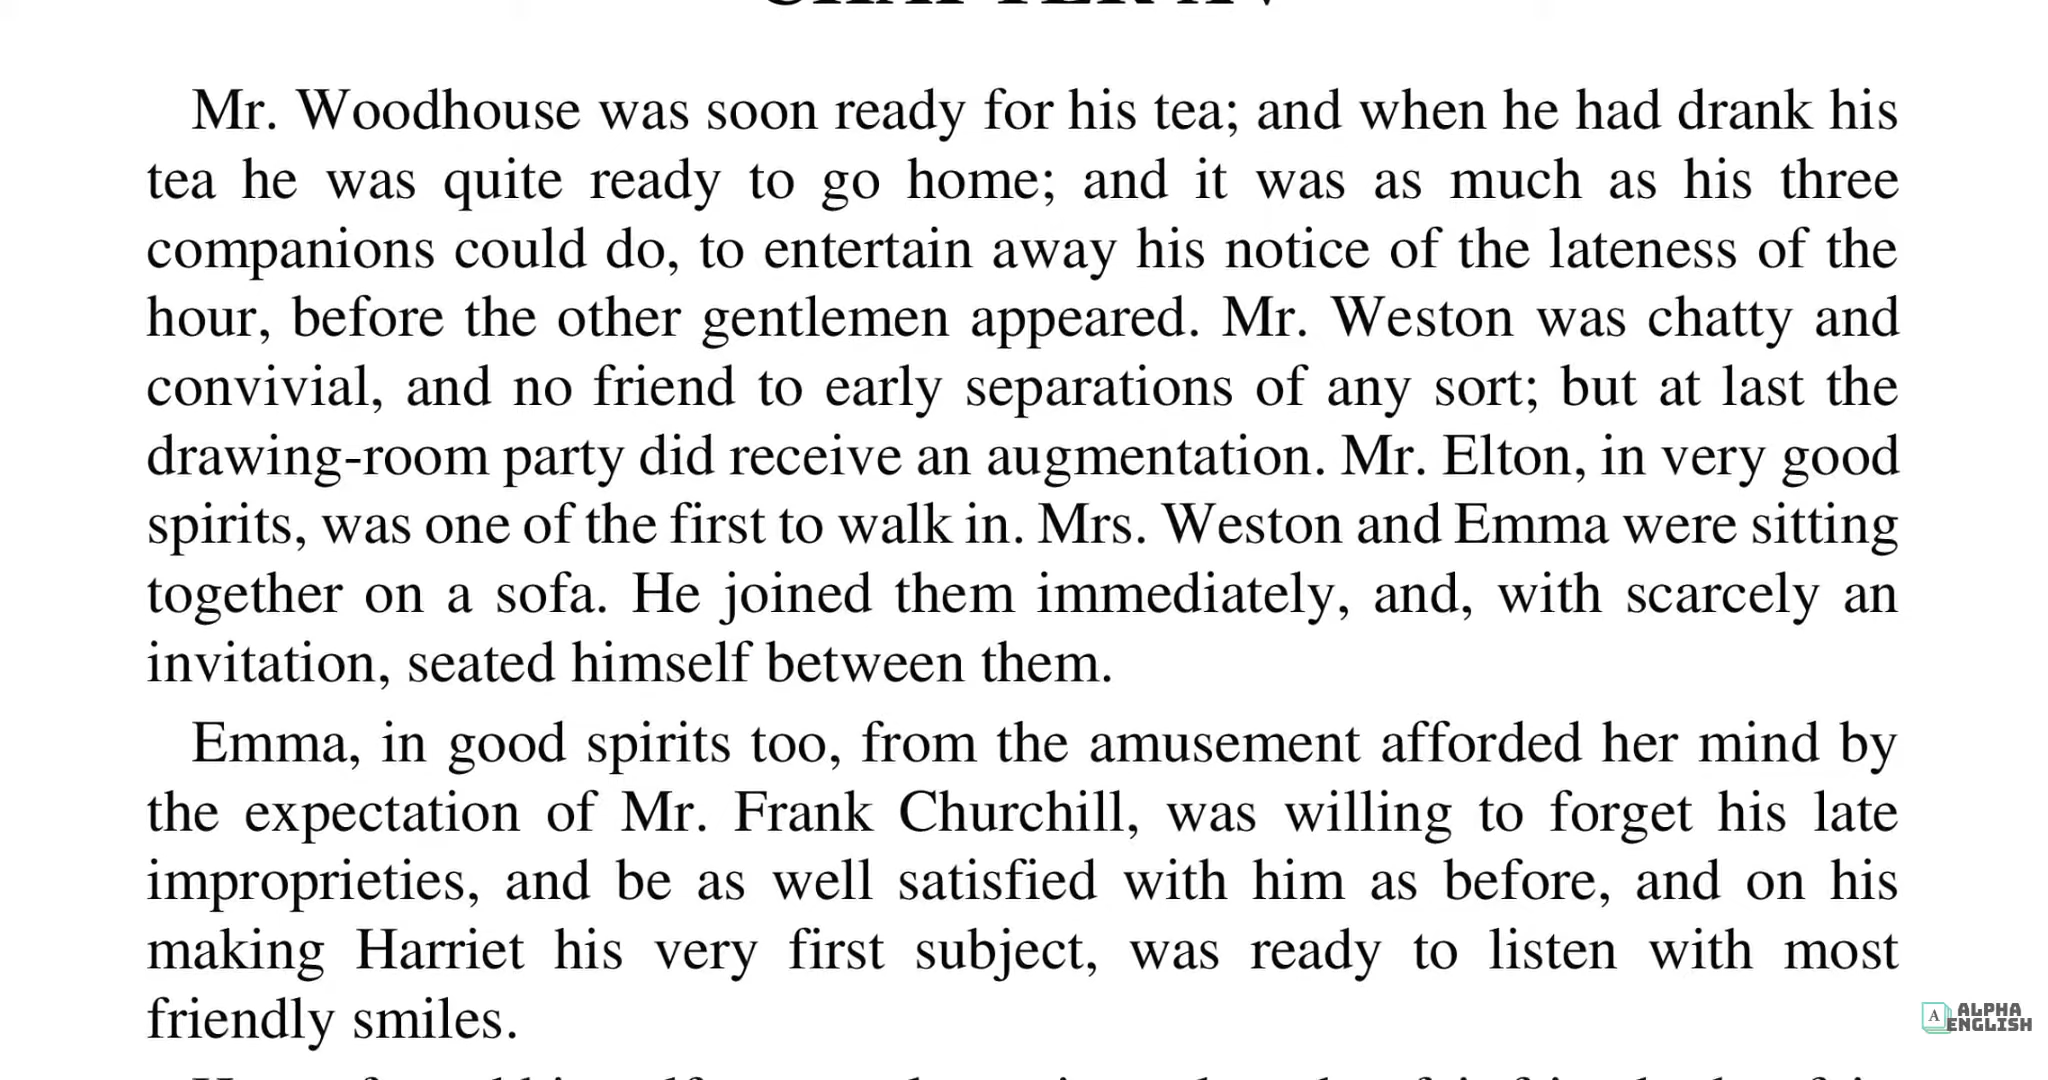 Mr. Woodhouse was soon ready for his tea; and when he had drank his
tea he was quite ready to go home; and it was as much as his three
companions could do, to entertain away his notice of the lateness of the
hour, before the other gentlemen appeared. Mr. Weston was chatty and
convivial, and no friend to early separations of any sort; but at last the
drawing-room party did receive an augmentation. Mr. Elton, in very good
spirits, was one of the first to walk in. Mrs. Weston and Emma were sitting
together on a sofa. He joined them immediately, and, with scarcely an
invitation, seated himself between them.
Emma, in good spirits too, from the amusement afforded her mind by
the expectation of Mr. Frank Churchill, was willing to forget his late
improprieties, and be as well satisfied with him as before, and on his
making Harriet his very first subject, was ready to listen with most
friendly smiles.
A ALPHA
ENGLISH